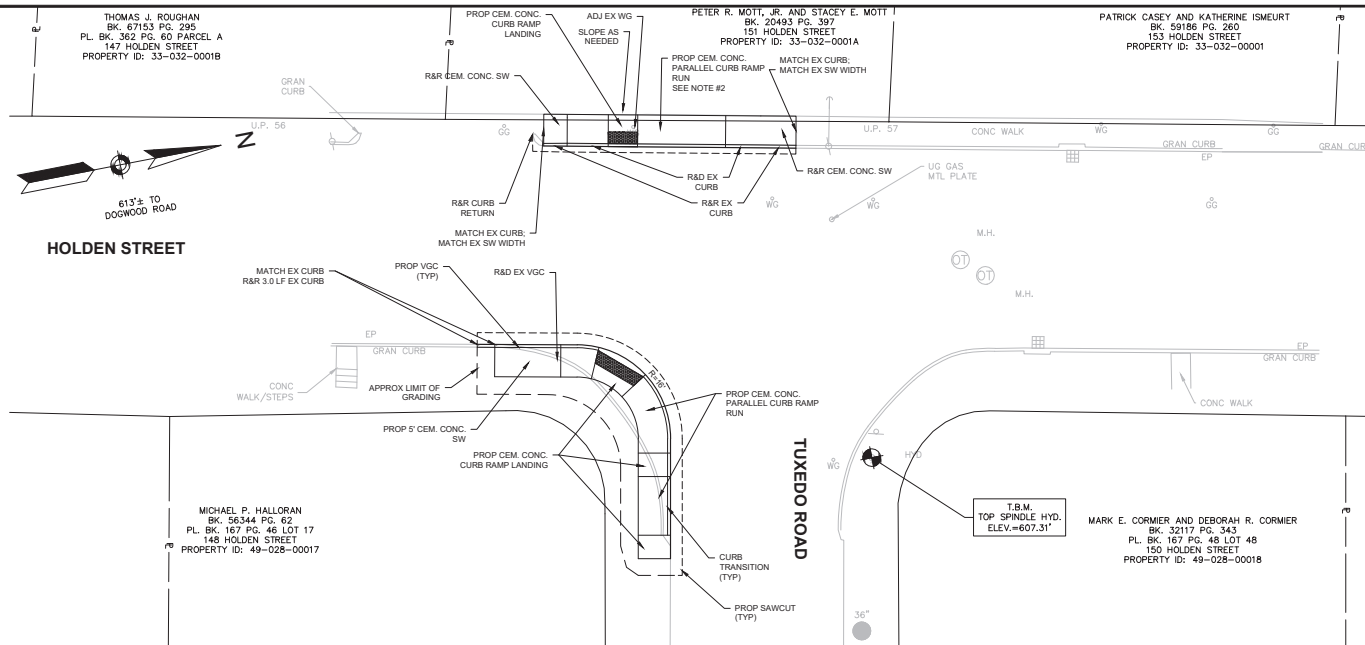 THOMAS J. ROUGHAN
BK. 67153 PG. 295
PL. BK. 362 PG. 60 PARCEL A
147 HOLDEN STREET
PROPERTY ID: 33-032-0001B
PROP CEM. CONC.
CURB RAMP
LANDING
ADJ EX WG
SLOPE AS
NEEDED
PETER R. MOTT, JR. AND STACEY E. MOTT
BK. 20493 PG. 397
151 HOLDEN STREET
PROPERTY ID: 33-032-0001A
PATRICK CASEY AND KATHERINE ISMEURT
BK. 59186 PG. 260
153 HOLDEN STREET
PROPERTY ID: 33-032-00001
R&R CEM. CONC. SW
PROP CEM. CONC.
PARALLEL CURB RAMP
RUN
SEE NOTE #2
MATCH EX CURB;
MATCH EX SW WIDTH
GRAN
CURB
U.P. 56
GG
U.P. 57
CONC WALK
WG
GG
GRAN CURB
EP
GRAN CUR
N
613'± TO
DOGWOOD ROAD
R&D EX
CURB
R&R CEM. CONC. SW
UG GAS
MTL PLATE
R&R CURB
RETURN
R&R EX
CURB
WG
WG
GG
MATCH EX CURB;
MATCH EX SW WIDTH
M.H.
HOLDEN STREET
OT
OT
M.H.
MATCH EX CURB
R&R 3.0 LF EX CURB
PROP VGC
(TYP)
R&D EX VGC
EP
GRAN CURB
EP
GRAN CURB
CONC
WALK/STEPS
APPROX LIMIT OF
GRADING
R=16'
PROP CEM. CONC.
PARALLEL CURB RAMP
RUN
CONC WALK
PROP 5' CEM. CONC.
SW
PROP CEM. CONC.
CURB RAMP LANDING
TUXEDO ROAD
HYD
WG
MICHAEL P. HALLORAN
BK. 56344 PG. 62
PL. BK. 167 PG. 46 LOT 17
148 HOLDEN STREET
PROPERTY ID: 49-028-00017
T.B.M.
TOP SPINDLE HYD.
ELEV.=607.31'
MARK E. CORMIER AND DEBORAH R. CORMIER
BK. 32117 PG. 343
PL. BK. 167 PG. 48 LOT 48
150 HOLDEN STREET
PROPERTY ID: 49-028-00018
CURB
TRANSITION
(TYP)
PROP SAWCUT
(TYP)
36"